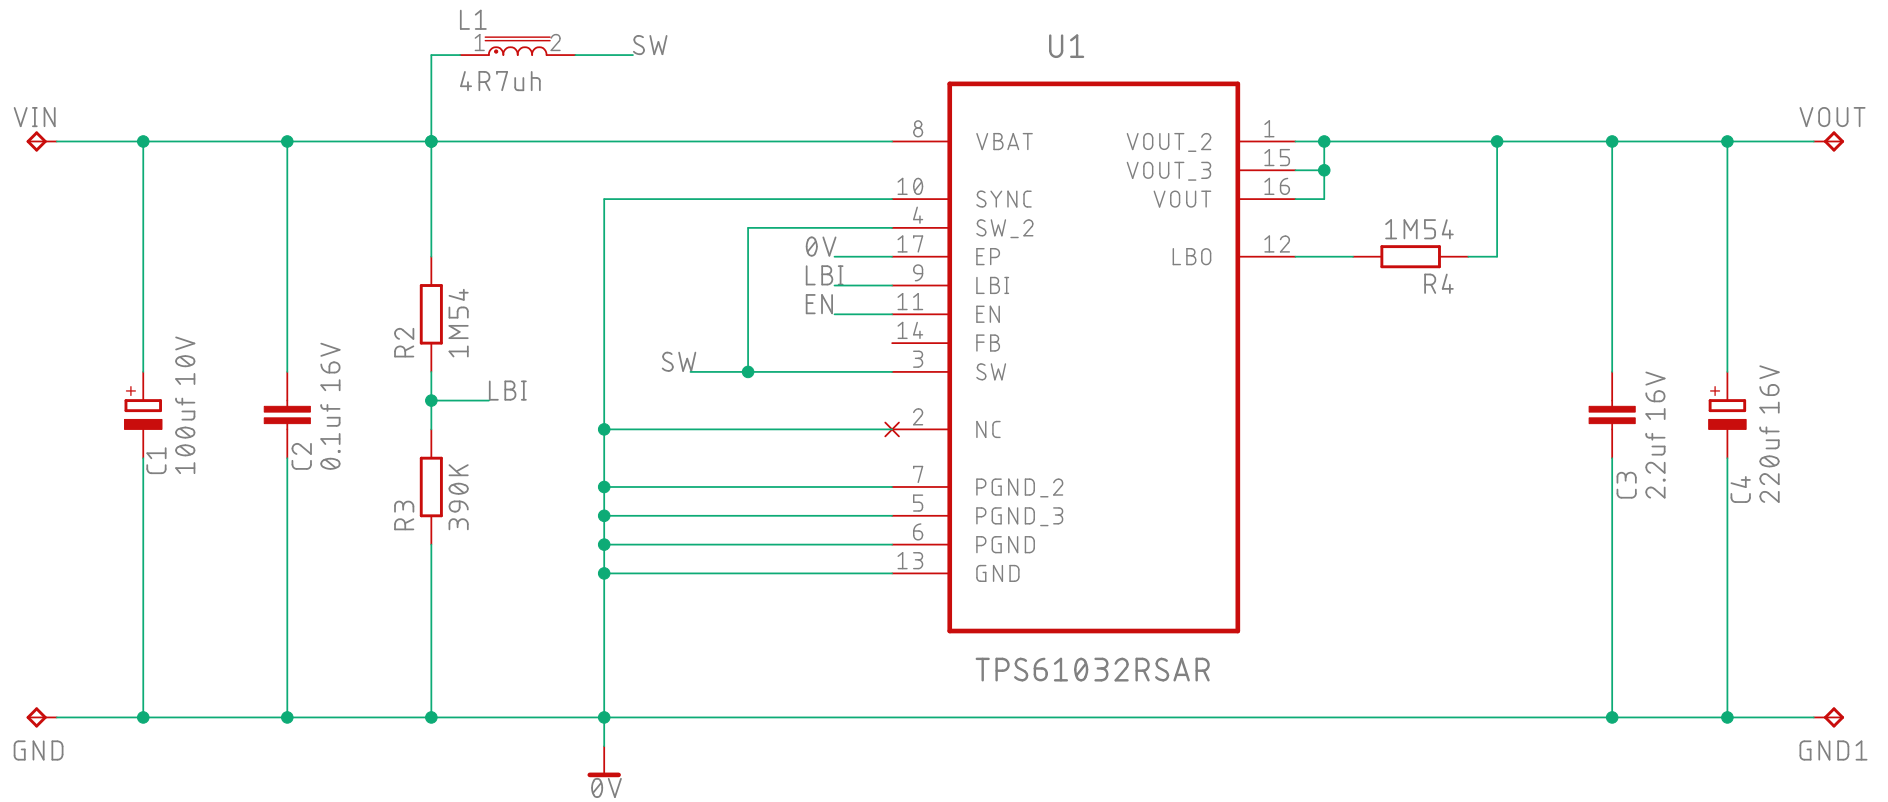 L1
1 2 SW
4R7uh
U1
VIN
VOUT
8 VBAT
10 SYNC
4 SW_2
0V 17 EP
LBI 9 LBI
EN 11 EN
14 FB
SW 3 SW
2 NC
7 PGND_2
5 PGND_3
6 PGND
13 GND
VOUT_2 1
VOUT_3 15
VOUT 16
LBO 12
1M54
R4
R2
1M54
LBI
R3
390K
+
C1
100uf 10V
C2
0.1uf 16V
C3
2.2uf 16V
+
C4
220uf 16V
TPS61032RSAR
GND
0V
GND1